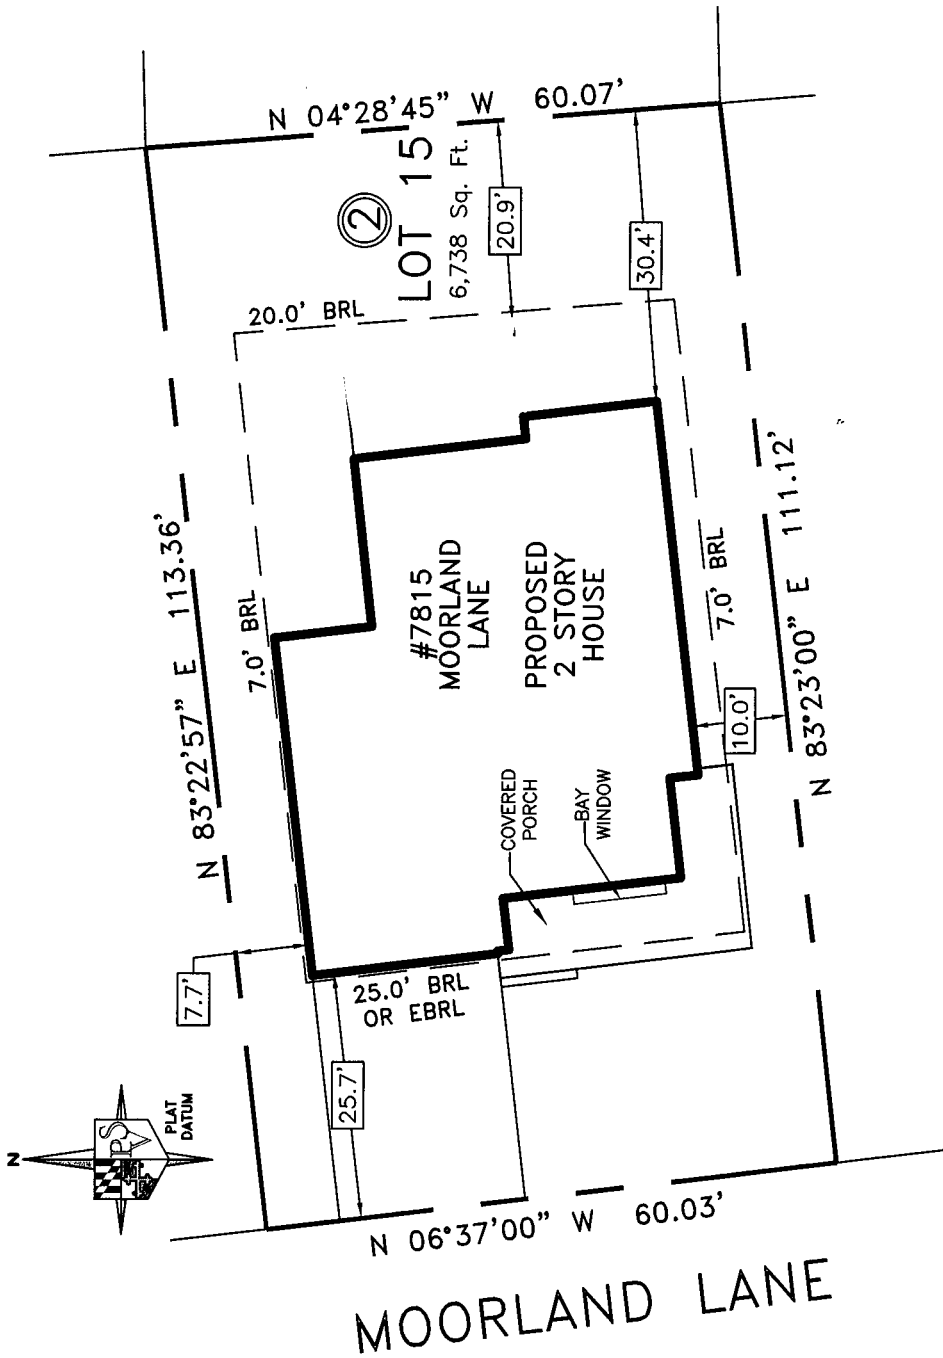 N 04°28'45" W 60.07'
2
LOT 15
6,738 Sq. Ft.
20.9'
30.4'
20.0' BRL
N 83°22'57" E 113.36'
7.0' BRL
#7815
MOORLAND
LANE
PROPOSED
2 STORY
HOUSE
7.0' BRL
N 83°23'00" E 111.12'
10.0'
COVERED
PORCH
BAY
WINDOW
7.7'
25.0' BRL
OR EBRL
25.7'
N
PLAT
DATUM
N 06°37'00" W 60.03'
MOORLAND LANE